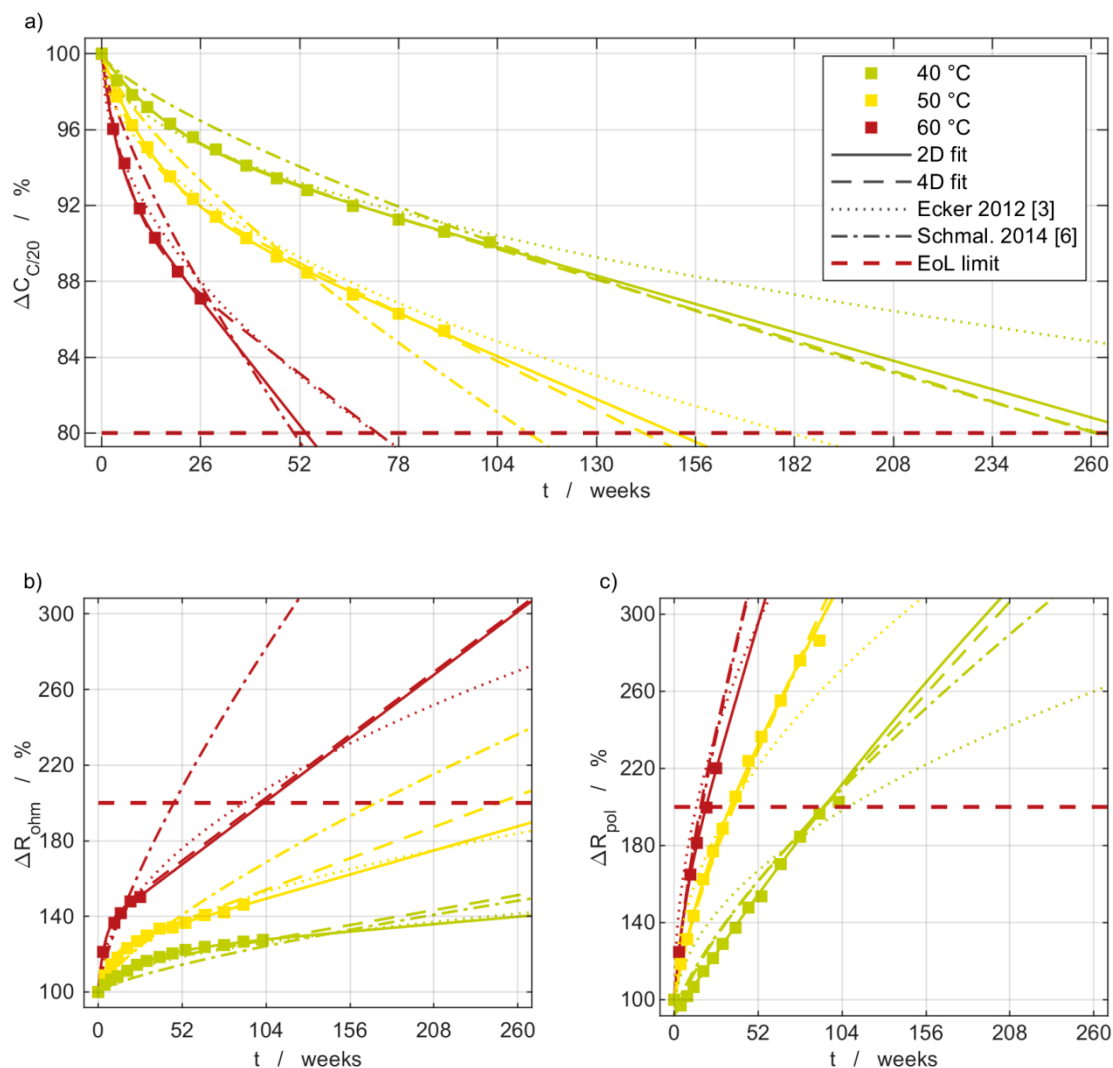 a)
ΔC_C/20 / %
100
96
92
88
84
80
0 26 52 78 104 130 156 182 208 234 260
t / weeks
40 °C
50 °C
60 °C
2D fit
4D fit
Ecker 2012 [3]
Schmal. 2014 [6]
EoL limit
b)
ΔR_ohm / %
300
260
220
180
140
100
0 52 104 156 208 260
t / weeks
c)
ΔR_pol / %
300
260
220
180
140
100
0 52 104 156 208 260
t / weeks